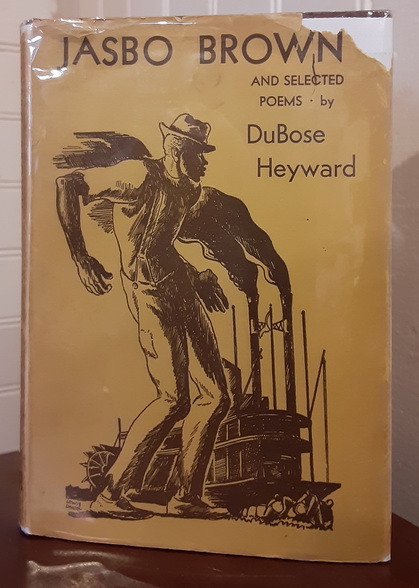 JASBO BROWN
AND SELECTED
POEMS · by
DuBose
Heyward